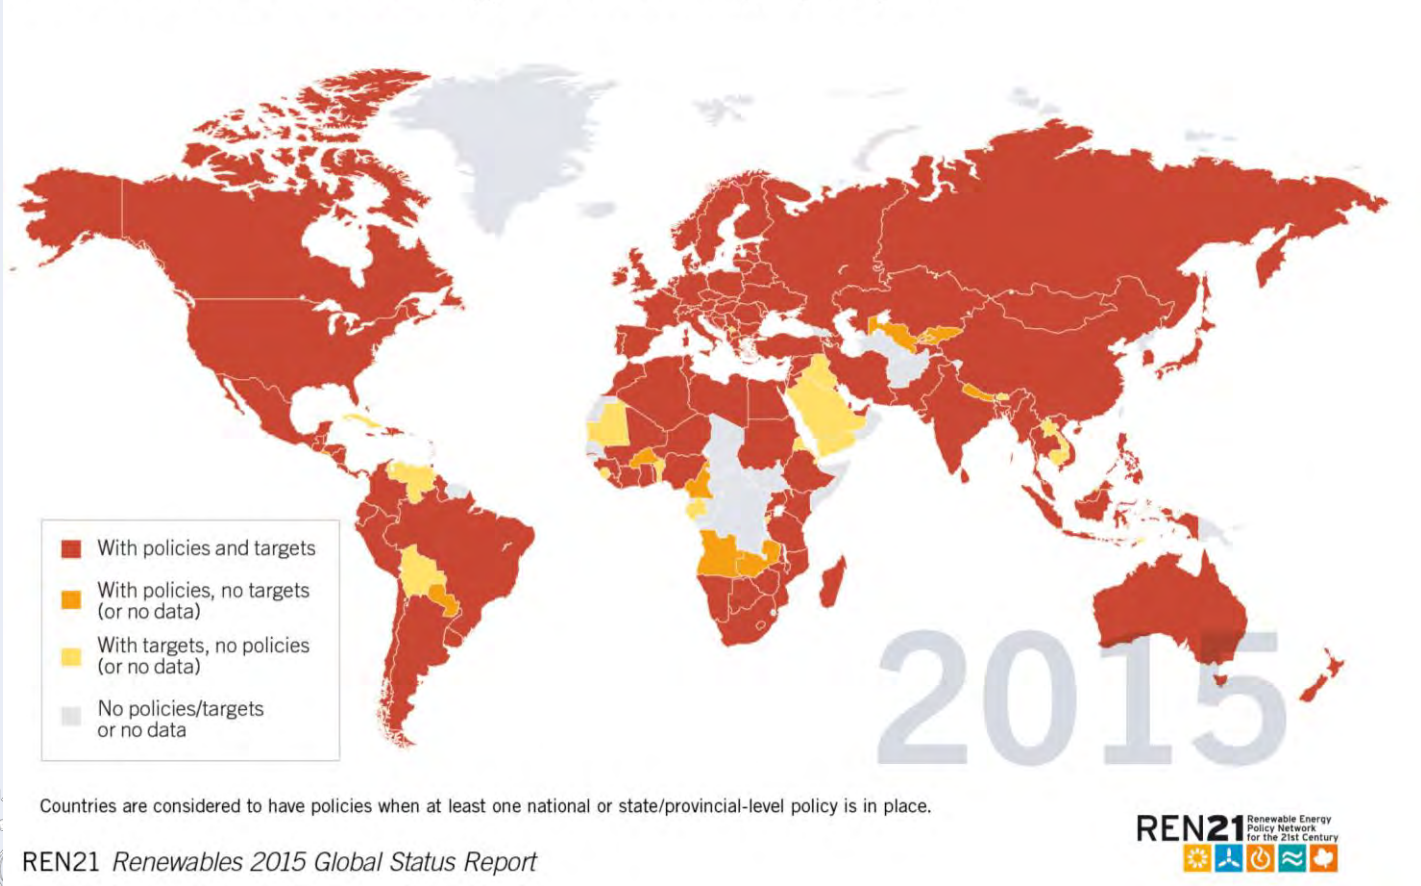 With policies and targets
With policies, no targets
(or no data)
With targets, no policies
(or no data)
No policies/targets
or no data
2015
Countries are considered to have policies when at least one national or state/provincial-level policy is in place.
REN21 Renewable Energy
Policy Network
for the 21st Century
REN21 Renewables 2015 Global Status Report